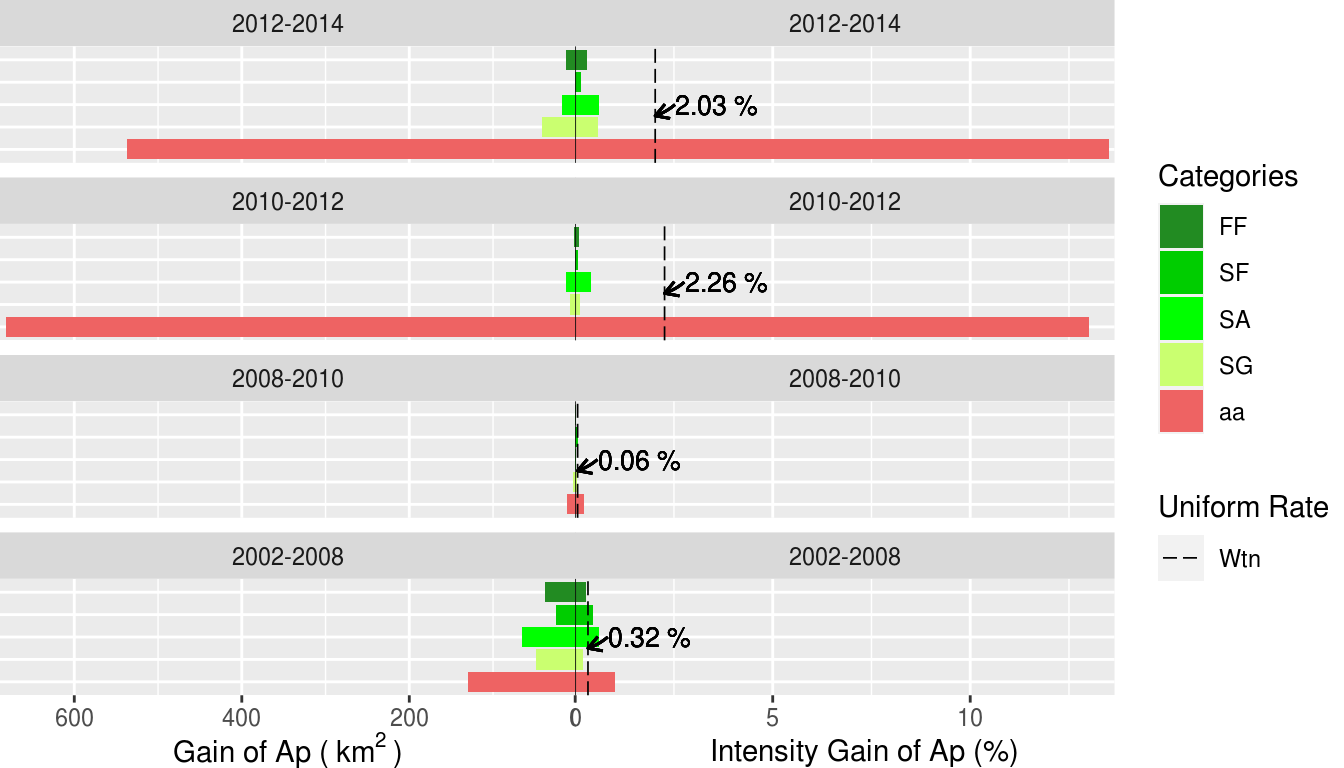 2012-2014 2012-2014
2.03 %
2010-2012 2010-2012
2.26 %
2008-2010 2008-2010
0.06 %
2002-2008 2002-2008
0.32 %
600 400 200 0 5 10
Gain of Ap ( km² ) Intensity Gain of Ap (%)
Categories
FF
SF
SA
SG
aa
Uniform Rate
Wtn